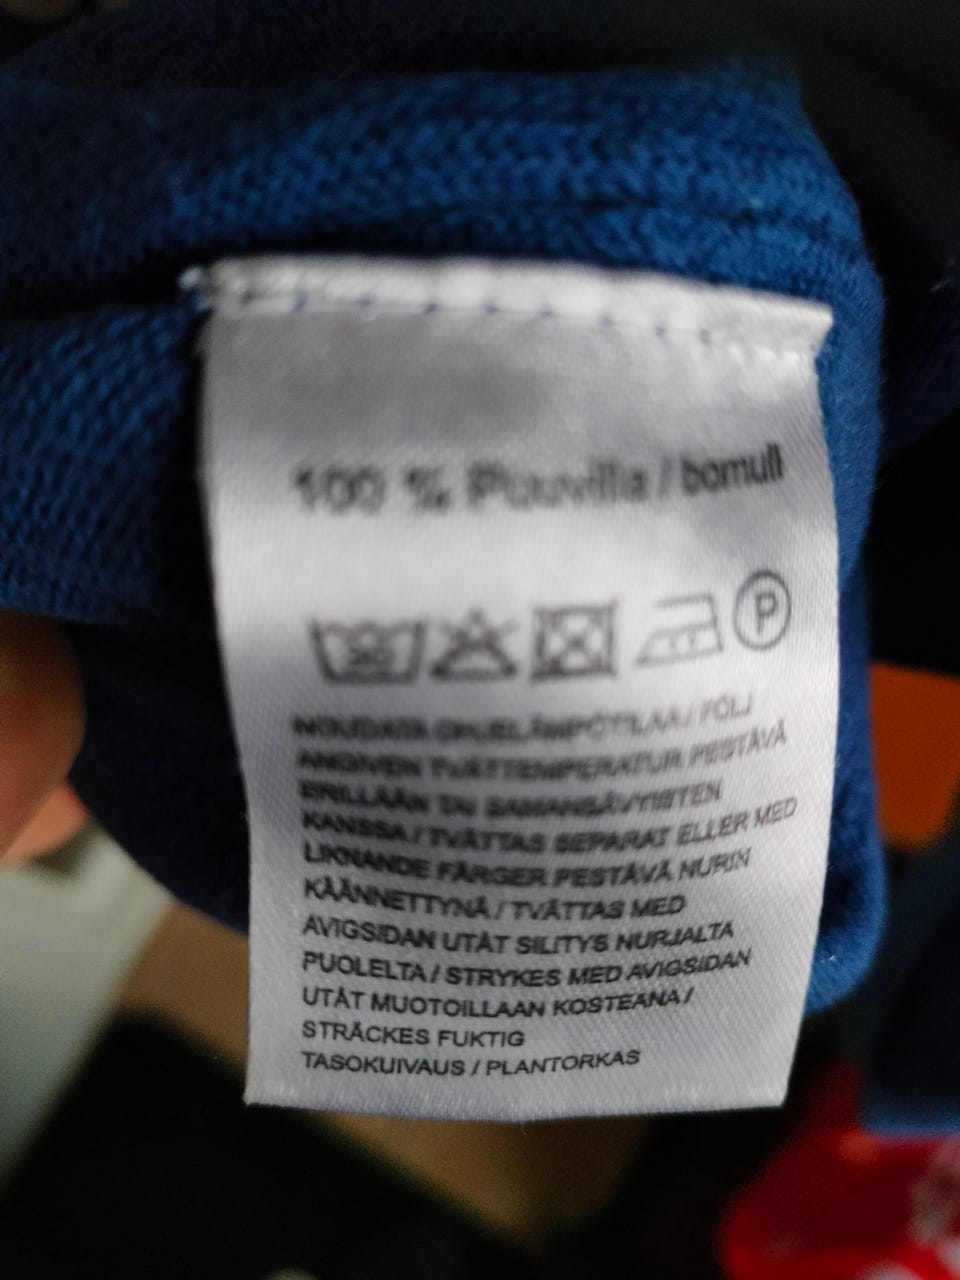 100 % Puuvilla / bomull
P
NOUDATA OHJELÄMPÖTILAA / FÖLJ
ANGIVEN TVÄTTEMPERATUR PESTÄVÄ
ERILLÄÄN TAI SAMANSÄVYISTEN
KANSSA / TVÄTTAS SEPARAT ELLER MED
LIKNANDE FÄRGER PESTÄVÄ NURIN
KÄÄNNETTYNÄ / TVÄTTAS MED
AVIGSIDAN UTÅT SILITYS NURJALTA
PUOLELTA / STRYKES MED AVIGSIDAN
UTÅT MUOTOILLAAN KOSTEANA /
STRÄCKES FUKTIG
TASOKUIVAUS / PLANTORKAS